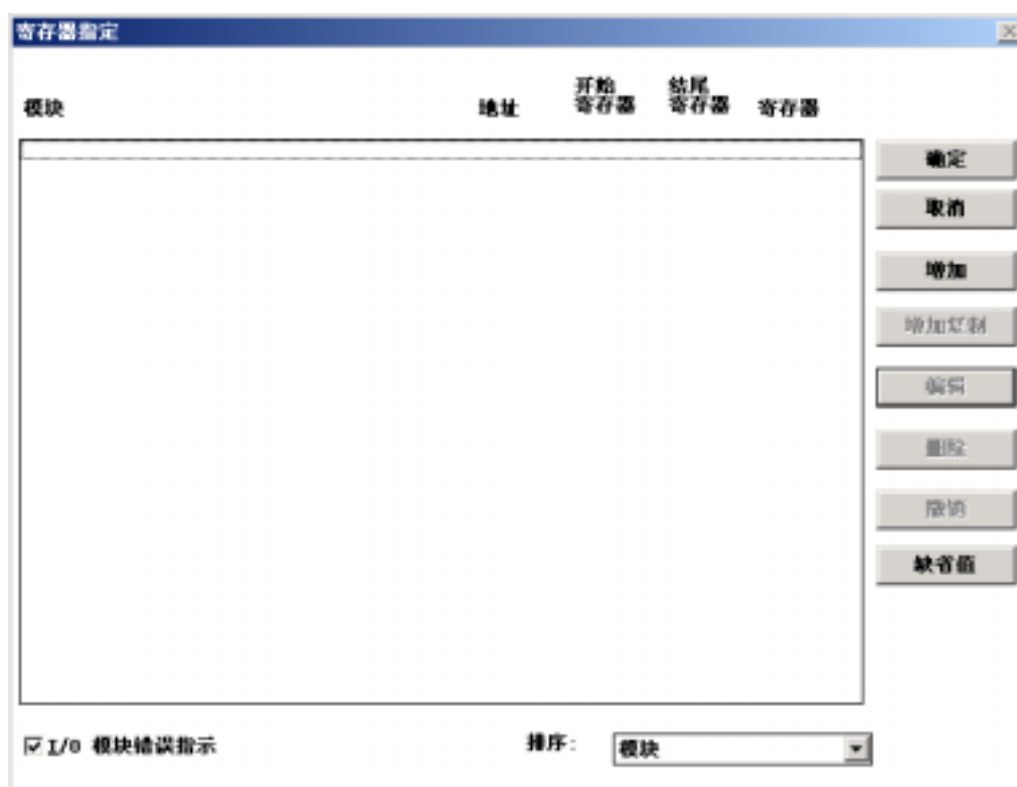 寄存器指定
开始 结尾
模块 地址 寄存器 寄存器 寄存器
确定
取消
增加
增加复制
编辑
删除
撤销
缺省值
I/O 模块错误指示 排序: 模块